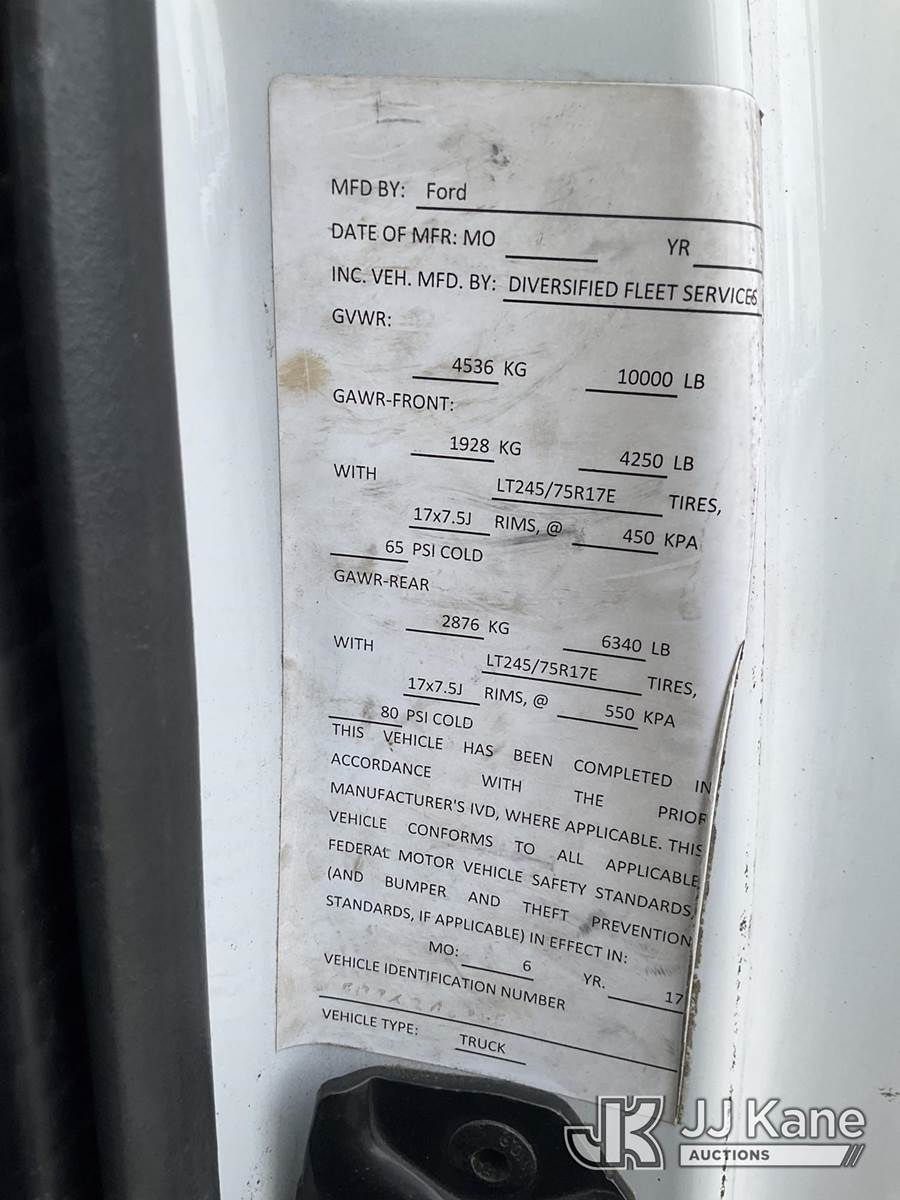 MFD BY: Ford
DATE OF MFR: MO YR
INC. VEH. MFD. BY: DIVERSIFIED FLEET SERVICES
GVWR:
4536 KG 10000 LB
GAWR-FRONT:
1928 KG 4250 LB
WITH LT245/75R17E TIRES,
17x7.5J RIMS, @ 450 KPA
65 PSI COLD
GAWR-REAR
2876 KG 6340 LB
WITH LT245/75R17E TIRES,
17x7.5J RIMS, @ 550 KPA
80 PSI COLD
THIS VEHICLE HAS BEEN COMPLETED IN
ACCORDANCE WITH THE PRIOR
MANUFACTURER'S IVD, WHERE APPLICABLE. THIS
VEHICLE CONFORMS TO ALL APPLICABLE
FEDERAL MOTOR VEHICLE SAFETY STANDARDS,
(AND BUMPER AND THEFT PREVENTION
STANDARDS, IF APPLICABLE) IN EFFECT IN:
MO: 6 YR. 17
VEHICLE IDENTIFICATION NUMBER
VEHICLE TYPE: TRUCK
JK JJ Kane
AUCTIONS